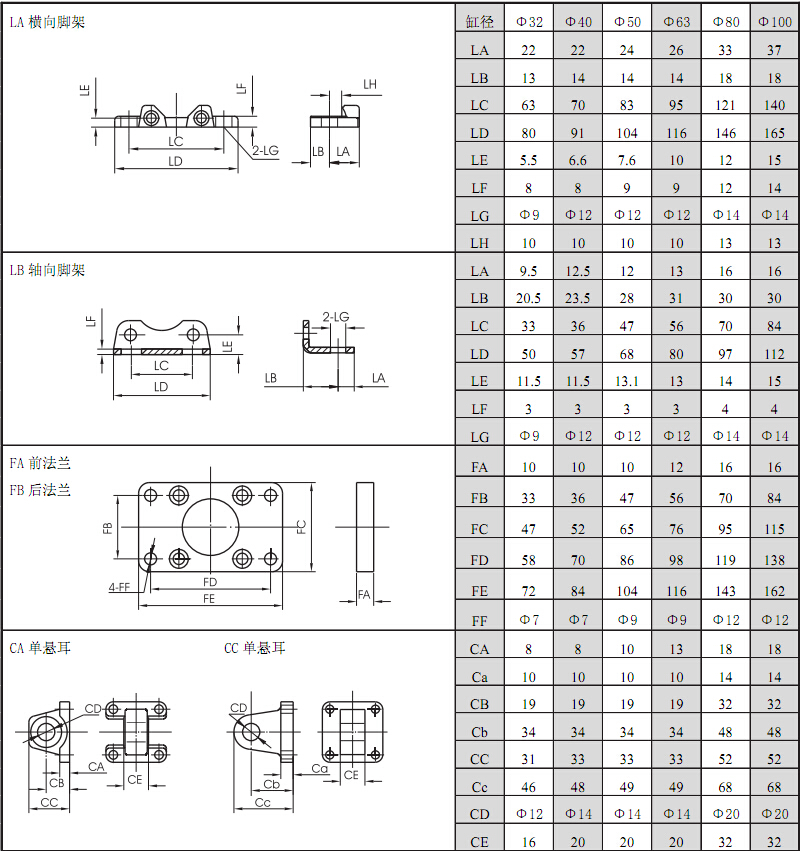 LA 横向脚架
LE
LF
LH
LC
2-LG
LB LA
LD
LB 轴向脚架
LF
2-LG
LE
LC
LB LA
LD
FA 前法兰
FB 后法兰
FB
FC
4-FF
FD
FE
FA
CA 单悬耳 CC 单悬耳
CD
CD
CA
CB
CE
CC
Ca
CE
Cb
Cc
缸径 Φ32 Φ40 Φ50 Φ63 Φ80 Φ100
LA 22 22 24 26 33 37
LB 13 14 14 14 18 18
LC 63 70 83 95 121 140
LD 80 91 104 116 146 165
LE 5.5 6.6 7.6 10 12 15
LF 8 8 9 9 12 14
LG Φ9 Φ12 Φ12 Φ12 Φ14 Φ14
LH 10 10 10 10 13 13
LA 9.5 12.5 12 13 16 16
LB 20.5 23.5 28 31 30 30
LC 33 36 47 56 70 84
LD 50 57 68 80 97 112
LE 11.5 11.5 13.1 13 14 15
LF 3 3 3 3 4 4
LG Φ9 Φ12 Φ12 Φ12 Φ14 Φ14
FA 10 10 10 12 16 16
FB 33 36 47 56 70 84
FC 47 52 65 76 95 115
FD 58 70 86 98 119 138
FE 72 84 104 116 143 162
FF Φ7 Φ7 Φ9 Φ9 Φ12 Φ12
CA 8 8 10 13 18 18
Ca 10 10 10 10 14 14
CB 19 19 19 19 32 32
Cb 34 34 34 34 48 48
CC 31 33 33 33 52 52
Cc 46 48 49 49 68 68
CD Φ12 Φ14 Φ14 Φ14 Φ20 Φ20
CE 16 20 20 20 32 32